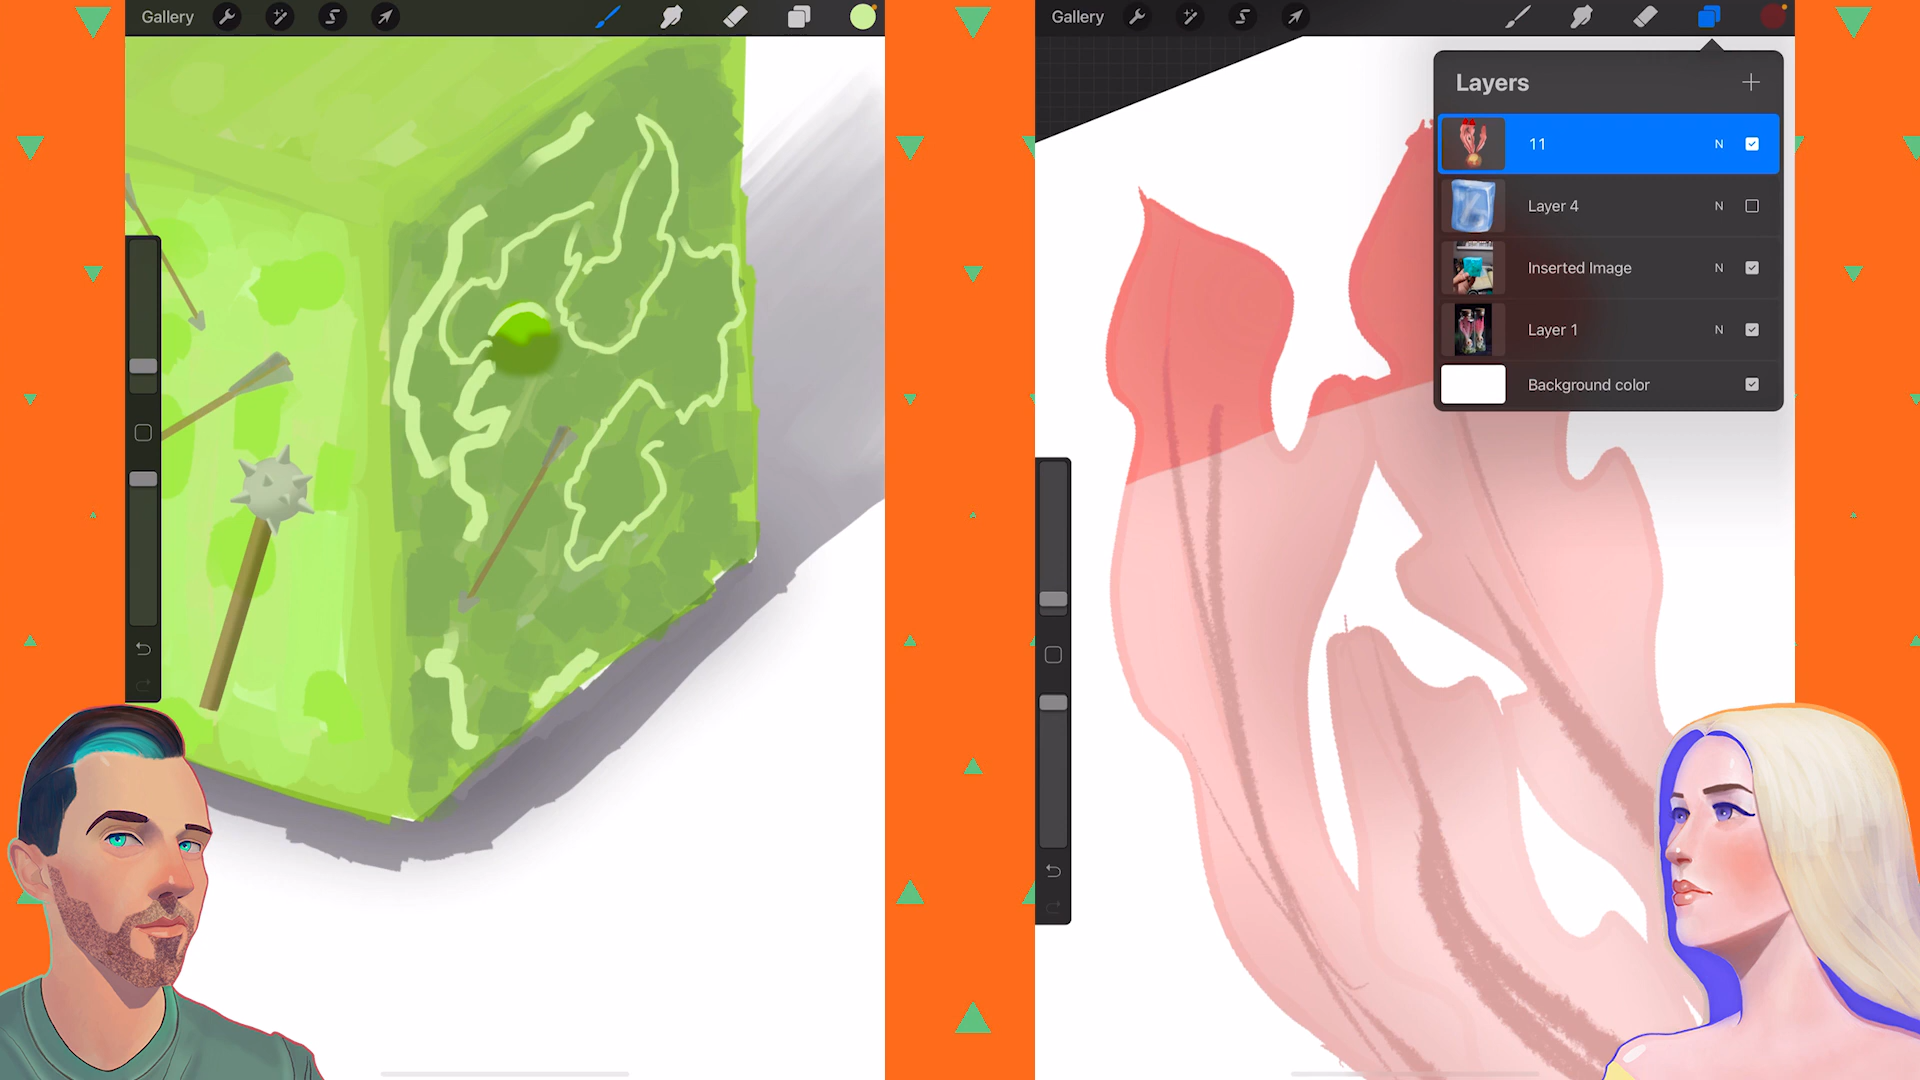 Gallery
Gallery
Layers
11 N
Layer 4 N
Inserted Image N
Layer 1 N
Background color